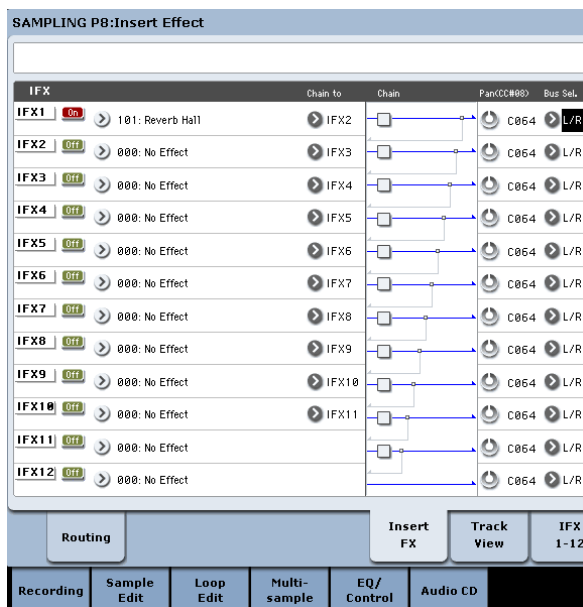 SAMPLING P8:Insert Effect
IFX Chain to Chain Pan(CC#08) Bus Sel.
IFX1 On 101: Reverb Hall IFX2 C064 L/R
IFX2 Off 000: No Effect IFX3 C064 L/R
IFX3 Off 000: No Effect IFX4 C064 L/R
IFX4 Off 000: No Effect IFX5 C064 L/R
IFX5 Off 000: No Effect IFX6 C064 L/R
IFX6 Off 000: No Effect IFX7 C064 L/R
IFX7 Off 000: No Effect IFX8 C064 L/R
IFX8 Off 000: No Effect IFX9 C064 L/R
IFX9 Off 000: No Effect IFX10 C064 L/R
IFX10 Off 000: No Effect IFX11 C064 L/R
IFX11 Off 000: No Effect C064 L/R
IFX12 Off 000: No Effect C064 L/R
Routing Insert FX Track View IFX 1-12
Recording Sample Edit Loop Edit Multi-sample EQ/Control Audio CD